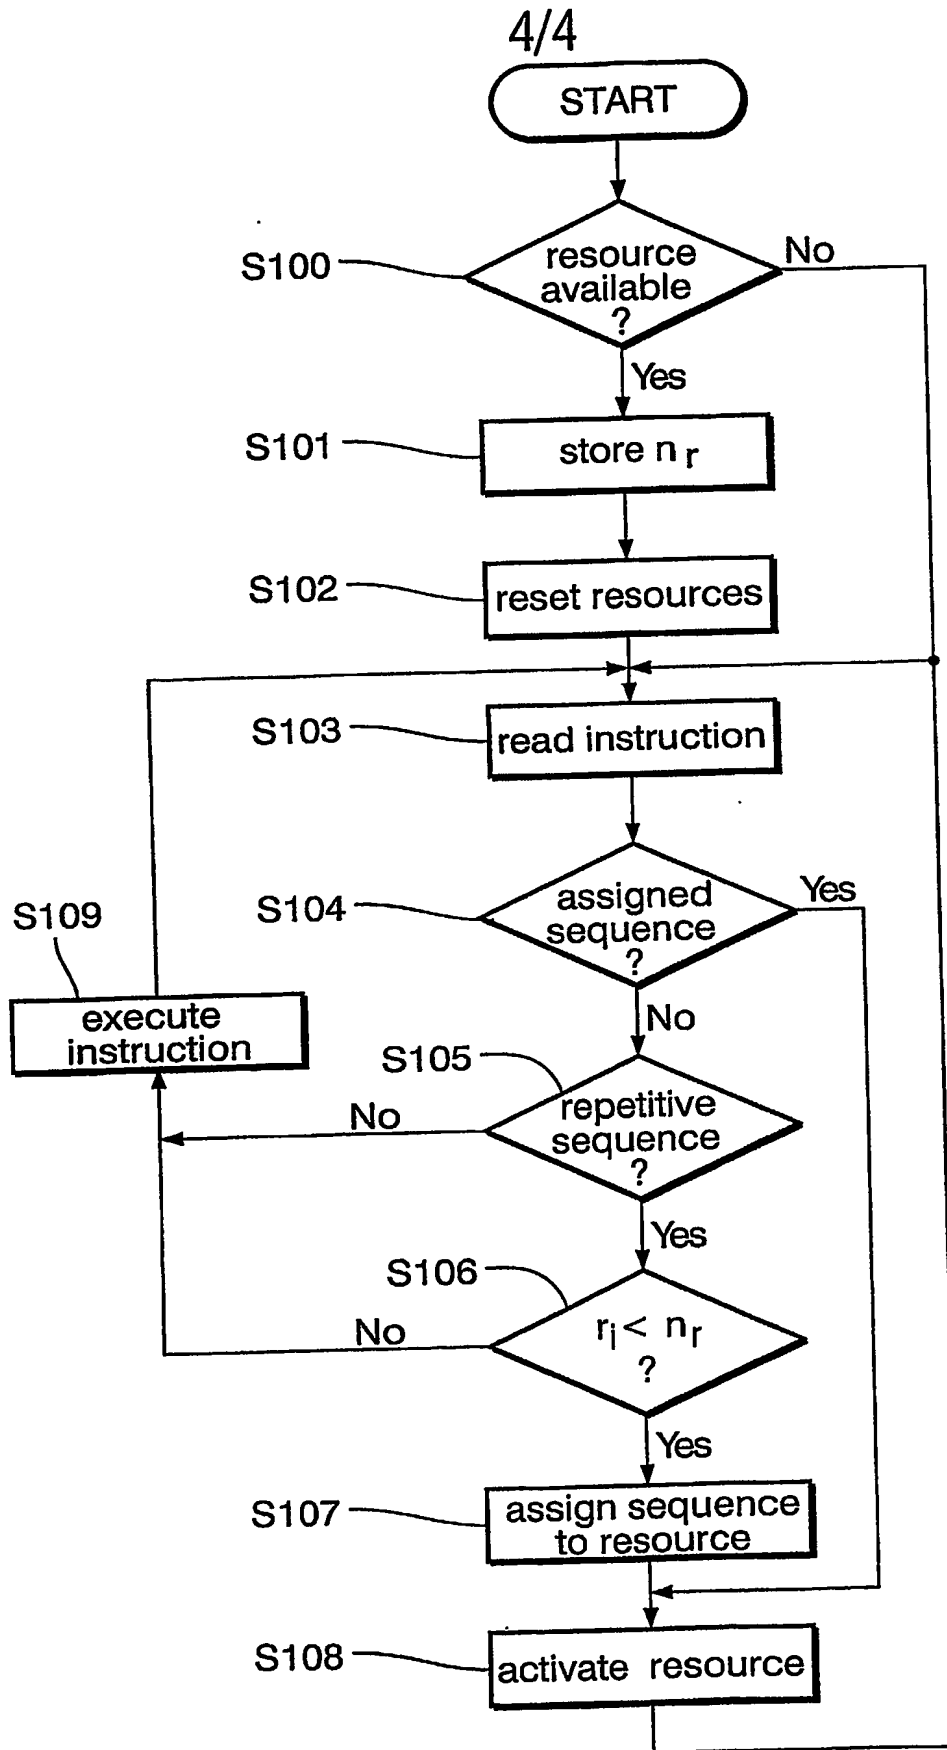 4/4
START
S100
resource
available
?
No
Yes
S101
store n r
S102
reset resources
S103
read instruction
S104
assigned
sequence
?
Yes
No
S109
execute
instruction
S105
repetitive
sequence
?
No
Yes
S106
ri < nr
?
No
Yes
S107
assign sequence
to resource
S108
activate resource